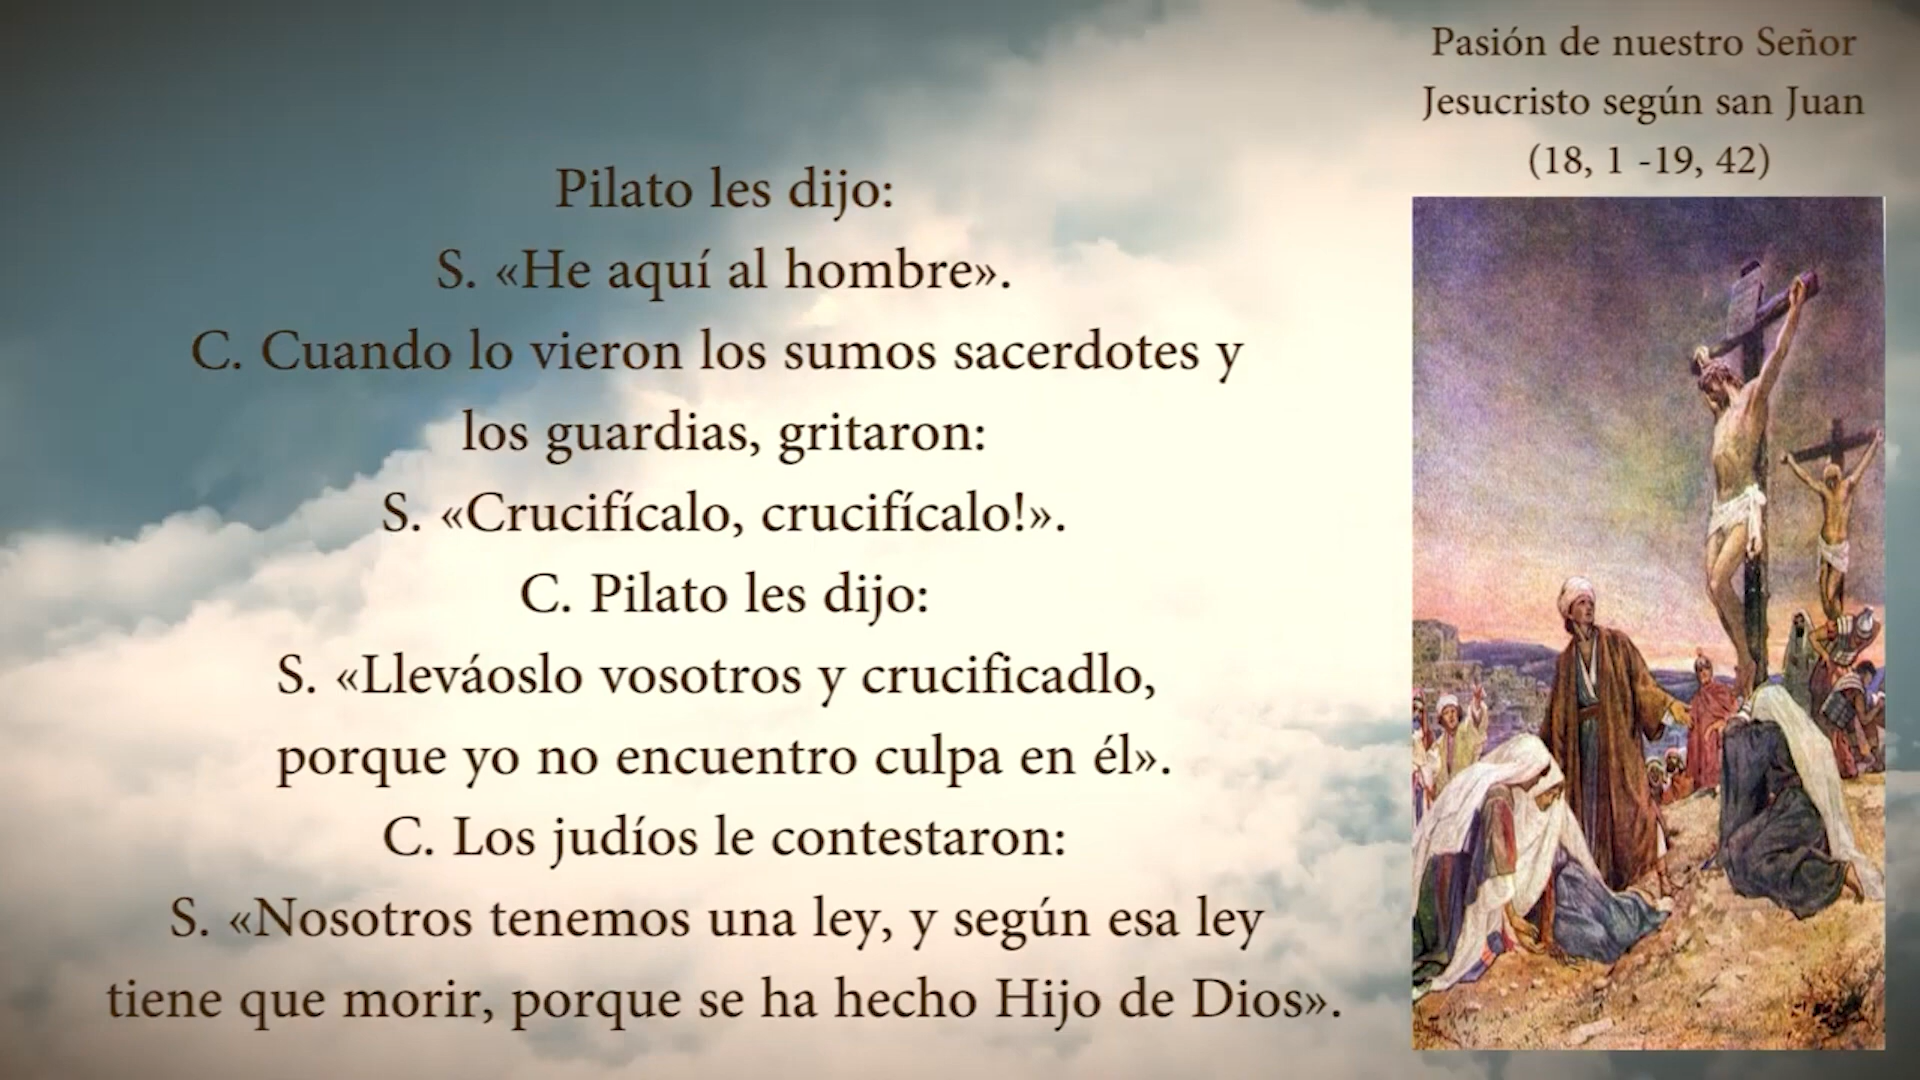 Pasión de nuestro Señor
Jesucristo según san Juan
(18, 1 -19, 42)
Pilato les dijo:
S. «He aquí al hombre».
C. Cuando lo vieron los sumos sacerdotes y
los guardias, gritaron:
S. «Crucifícalo, crucifícalo!».
C. Pilato les dijo:
S. «Lleváoslo vosotros y crucificadlo,
porque yo no encuentro culpa en él».
C. Los judíos le contestaron:
S. «Nosotros tenemos una ley, y según esa ley
tiene que morir, porque se ha hecho Hijo de Dios».